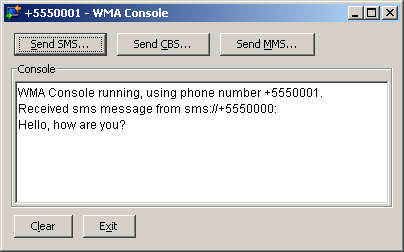 +5550001 - WMA Console
Send SMS... Send CBS... Send MMS...
Console
WMA Console running, using phone number +5550001.
Received sms message from sms://+5550000:
Hello, how are you?
Clear Exit